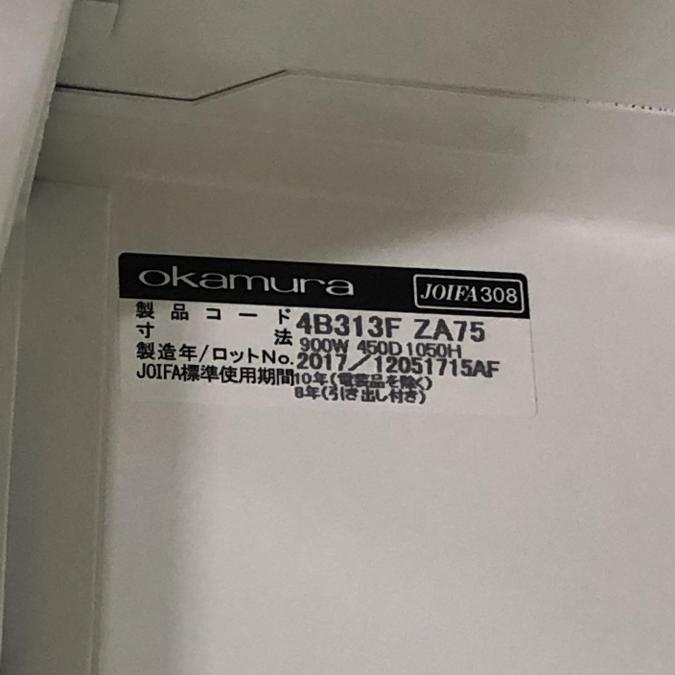 okamura JOIFA308
製品コード 4B313F ZA75
寸法 900W 450D 1050H
製造年/ロットNo. 2017/12051715AF
JOIFA標準使用期間 10年(電装品を除く)
8年(引き出し付き)